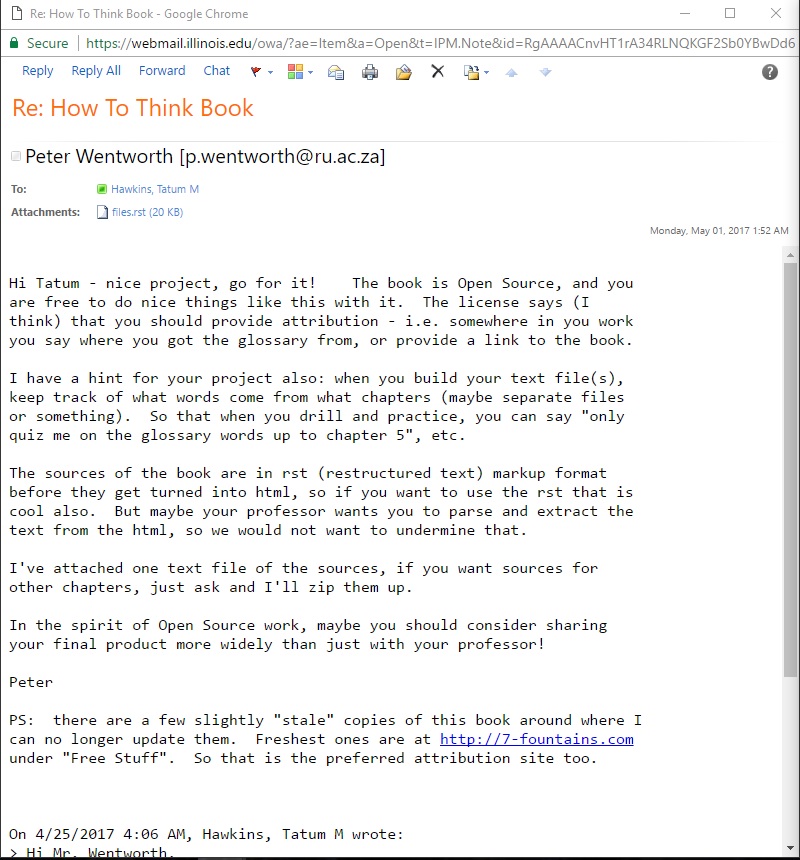 Re: How To Think Book - Google Chrome
Secure | https://webmail.illinois.edu/owa/?ae=Item&a=Open&t=IPM.Note&id=RgAAAACnvHT1rA34RLNQKGF2Sb0YBwDd6
Reply Reply All Forward Chat
Re: How To Think Book
Peter Wentworth [p.wentworth@ru.ac.za]
To: Hawkins, Tatum M
Attachments: files.rst (20 KB)
Monday, May 01, 2017 1:52 AM
Hi Tatum - nice project, go for it!    The book is Open Source, and you
are free to do nice things like this with it.  The license says (I
think) that you should provide attribution - i.e. somewhere in you work
you say where you got the glossary from, or provide a link to the book.
I have a hint for your project also: when you build your text file(s),
keep track of what words come from what chapters (maybe separate files
or something).  So that when you drill and practice, you can say "only
quiz me on the glossary words up to chapter 5", etc.
The sources of the book are in rst (restructured text) markup format
before they get turned into html, so if you want to use the rst that is
cool also.  But maybe your professor wants you to parse and extract the
text from the html, so we would not want to undermine that.
I've attached one text file of the sources, if you want sources for
other chapters, just ask and I'll zip them up.
In the spirit of Open Source work, maybe you should consider sharing
your final product more widely than just with your professor!
Peter
PS:  there are a few slightly "stale" copies of this book around where I
can no longer update them.  Freshest ones are at http://7-fountains.com
under "Free Stuff".  So that is the preferred attribution site too.
On 4/25/2017 4:06 AM, Hawkins, Tatum M wrote:
> Hi Mr. Wentworth,